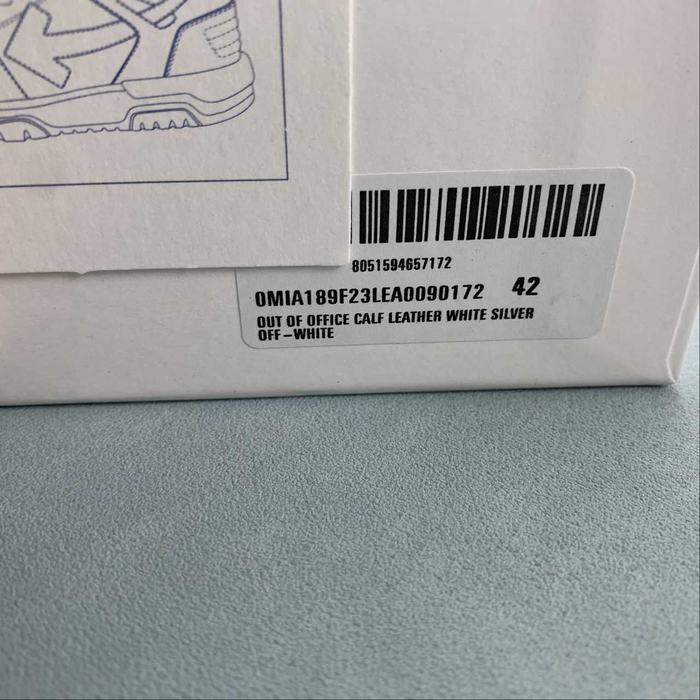 8051594657172
OMIA189F23LEA0090172 42
OUT OF OFFICE CALF LEATHER WHITE SILVER
OFF-WHITE